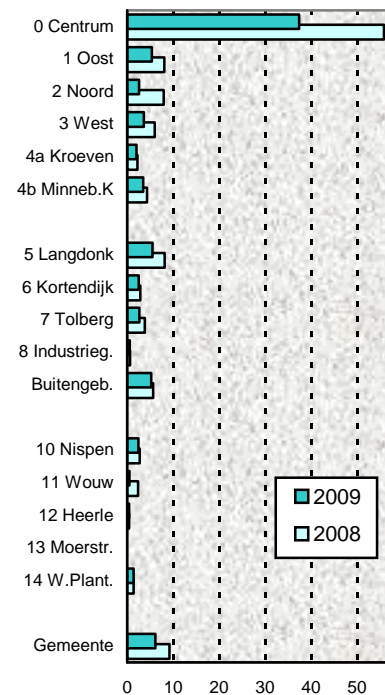 0 Centrum
1 Oost
2 Noord
3 West
4a Kroeven
4b Minneb.K
5 Langdonk
6 Kortendijk
7 Tolberg
8 Industrieg.
Buitengeb.
10 Nispen
11 Wouw
12 Heerle
13 Moerstr.
14 W.Plant.
Gemeente
2009
2008
0 10 20 30 40 50